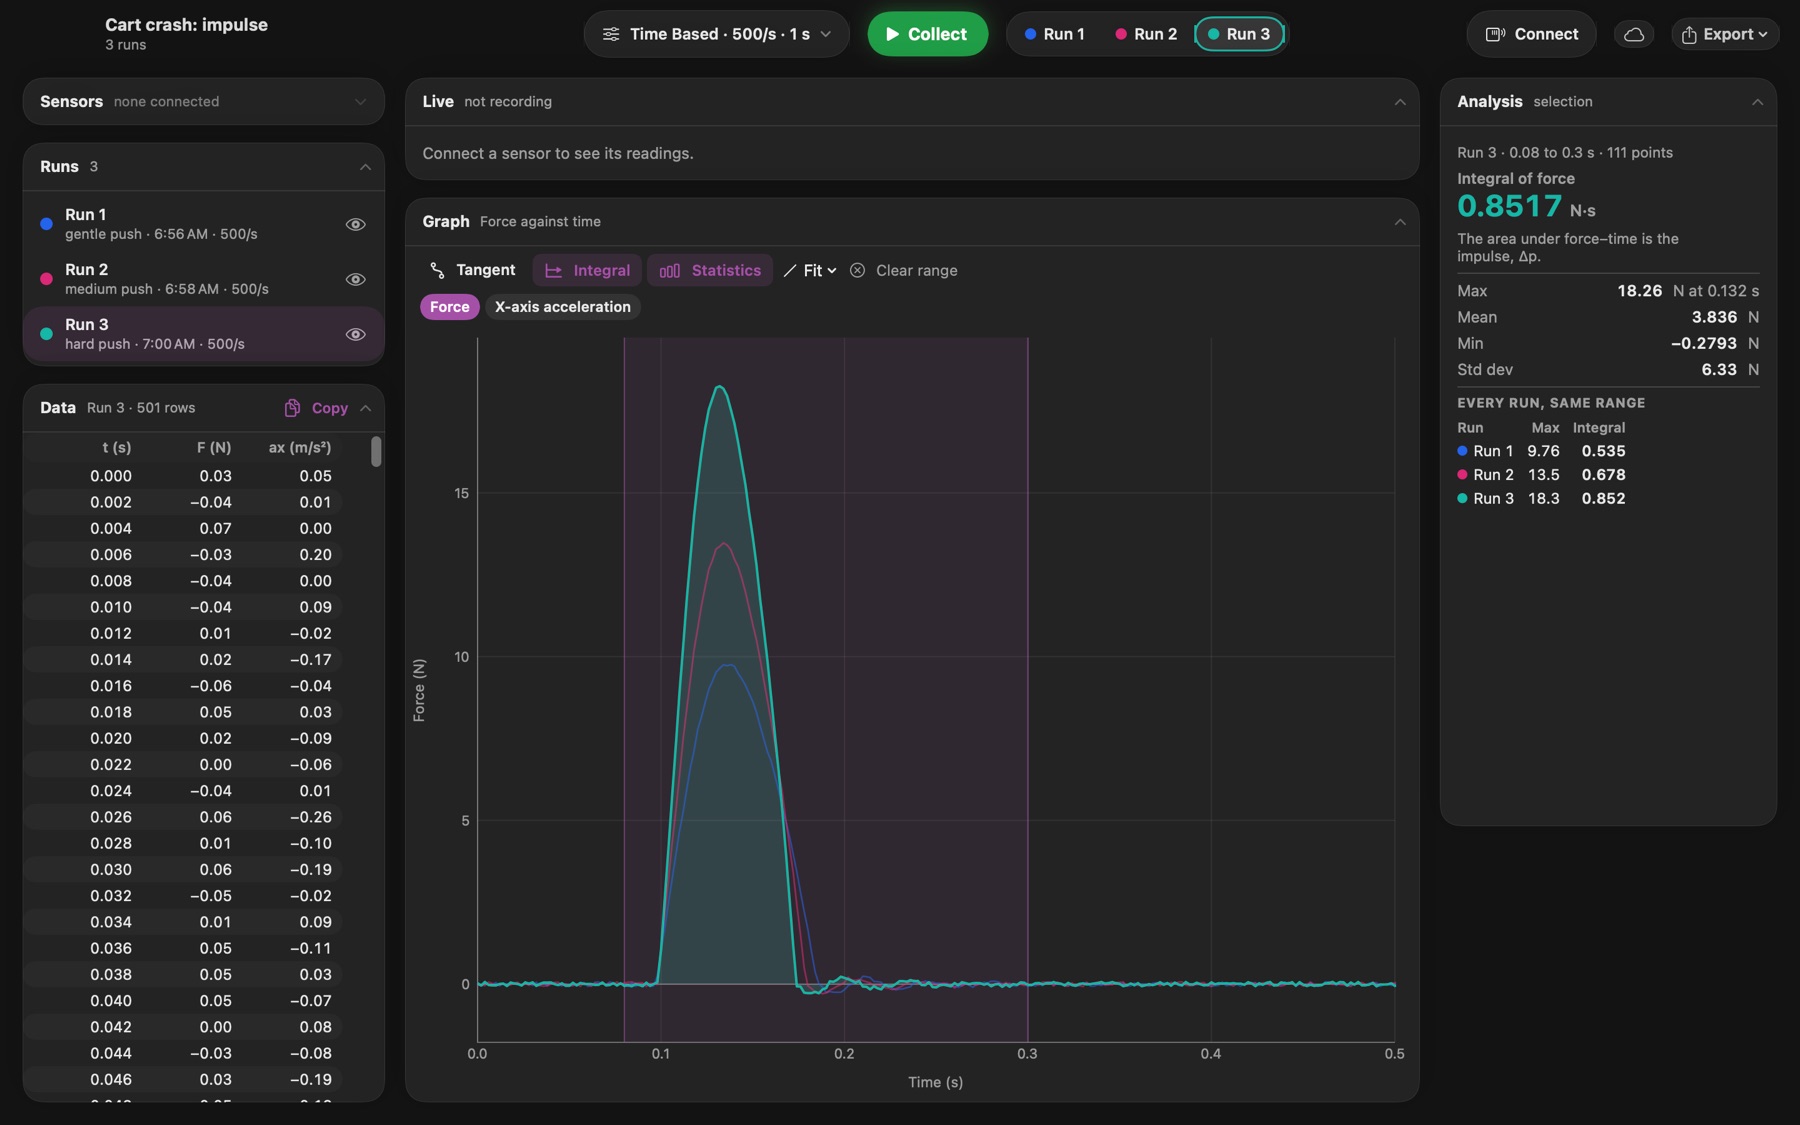 Cart crash: impulse
3 runs
Time Based · 500/s · 1 s
Collect
Run 1
Run 2
Run 3
Connect
Export
Sensors none connected
Runs 3
Run 1
gentle push · 6:56 AM · 500/s
Run 2
medium push · 6:58 AM · 500/s
Run 3
hard push · 7:00 AM · 500/s
Data Run 3 · 501 rows Copy
t (s) F (N) ax (m/s²)
0.000 0.03 0.05
0.002 −0.04 0.01
0.004 0.07 0.00
0.006 −0.03 0.20
0.008 −0.04 0.00
0.010 −0.04 0.09
0.012 0.01 −0.02
0.014 0.02 −0.17
0.016 −0.06 −0.04
0.018 0.05 0.03
0.020 0.02 −0.09
0.022 0.00 −0.06
0.024 −0.04 0.01
0.026 0.06 −0.26
0.028 0.01 −0.10
0.030 0.06 −0.19
0.032 −0.05 −0.02
0.034 0.01 0.09
0.036 0.05 −0.11
0.038 0.05 0.03
0.040 0.05 −0.07
0.042 0.00 0.08
0.044 −0.03 −0.08
0.046 0.03 −0.19
Live not recording
Connect a sensor to see its readings.
Graph Force against time
Tangent Integral Statistics Fit Clear range
Force X-axis acceleration
Force (N)
15
10
5
0
0.0 0.1 0.2 0.3 0.4 0.5
Time (s)
Analysis selection
Run 3 · 0.08 to 0.3 s · 111 points
Integral of force
0.8517 N·s
The area under force–time is the
impulse, Δp.
Max 18.26 N at 0.132 s
Mean 3.836 N
Min −0.2793 N
Std dev 6.33 N
EVERY RUN, SAME RANGE
Run Max Integral
Run 1 9.76 0.535
Run 2 13.5 0.678
Run 3 18.3 0.852